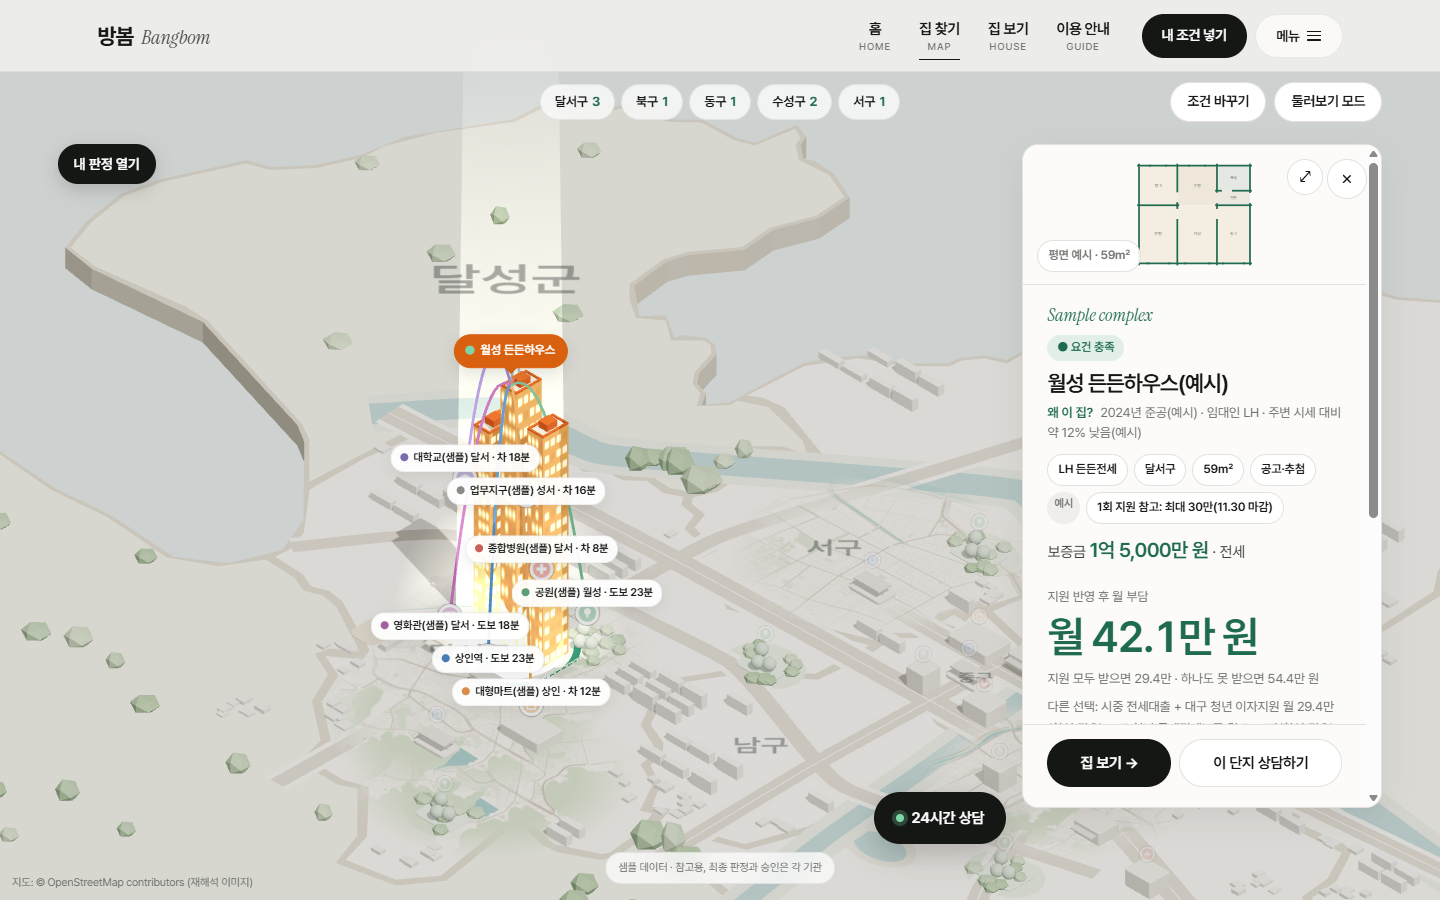 방봄 Bangbom
홈
HOME
집 찾기
MAP
집 보기
HOUSE
이용 안내
GUIDE
내 조건 넣기
메뉴
달서구 3
북구 1
동구 1
수성구 2
서구 1
조건 바꾸기
둘러보기 모드
내 판정 열기
달성군
월성 든든하우스
대학교(샘플) 달서 · 차 18분
업무지구(샘플) 성서 · 차 16분
종합병원(샘플) 달서 · 차 8분
공원(샘플) 월성 · 도보 23분
영화관(샘플) 달서 · 도보 18분
상인역 · 도보 23분
대형마트(샘플) 상인 · 차 12분
서구
남구
평면 예시 · 59m²
Sample complex
요건 충족
월성 든든하우스(예시)
왜 이 집? 2024년 준공(예시) · 임대인 LH · 주변 시세 대비
약 12% 낮음(예시)
LH 든든전세
달서구
59m²
공고·추첨
예시
1회 지원 참고: 최대 30만(11.30 마감)
보증금 1억 5,000만 원 · 전세
지원 반영 후 월 부담
월 42.1만 원
지원 모두 받으면 29.4만 · 하나도 못 받으면 54.4만 원
다른 선택: 시중 전세대출 + 대구 청년 이자지원 월 29.4만
집 보기 →
이 단지 상담하기
24시간 상담
샘플 데이터 · 참고용, 최종 판정과 승인은 각 기관
지도: © OpenStreetMap contributors (재해석 이미지)